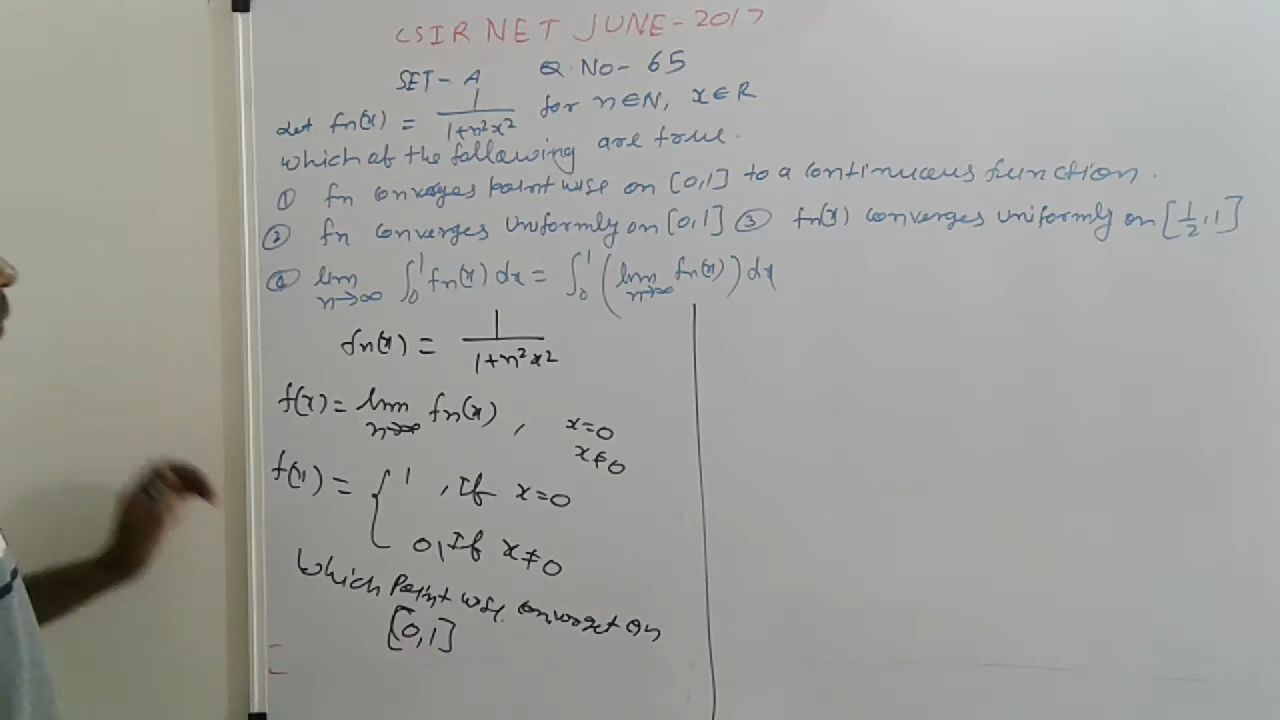 CSIR NET JUNE-2017
SET-A Q.No-65
Let fn(x) = 1/(1+n²x²) for n∈N, x∈R
which of the following are true.
① fn converges point wise on [0,1] to a continuous function.
② fn converges uniformly on [0,1] ③ fn(x) converges uniformly on [1/2,1]
④ lim n→∞ ∫₀¹ fn(x) dx = ∫₀¹ (lim n→∞ fn(x)) dx
fn(x) = 1/(1+n²x²)
f(x) = lim n→∞ fn(x), x=0
x≠0
f(x) = { 1, If x=0
0, If x≠0
which point wise converget on
[0,1]